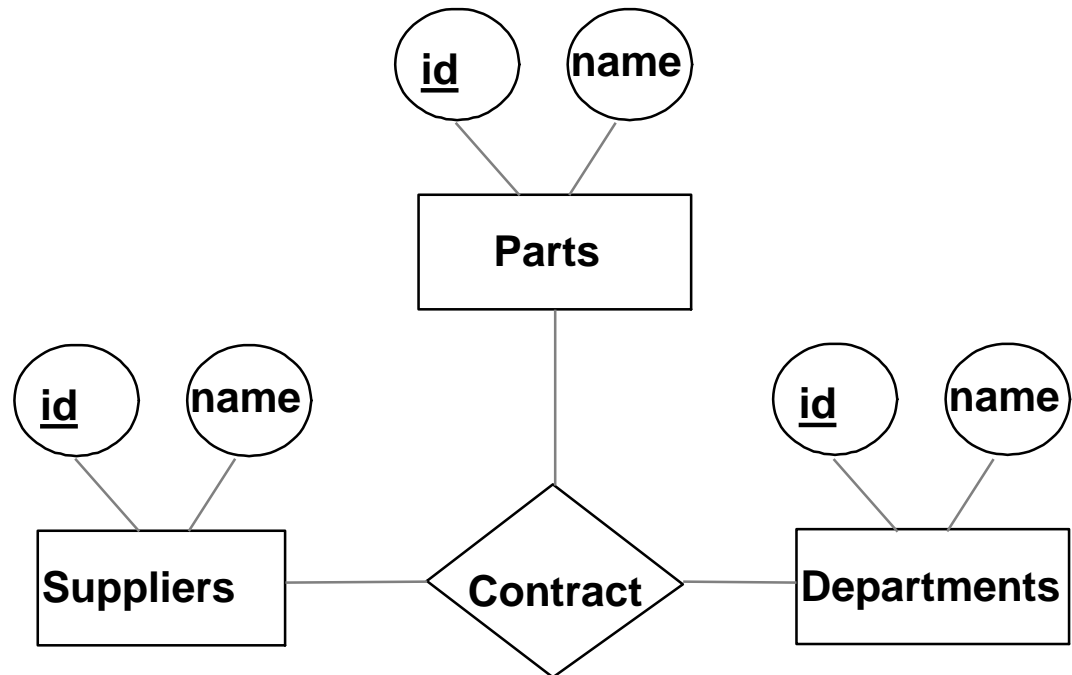 id
name
Parts
id
name
id
name
Suppliers
Contract
Departments